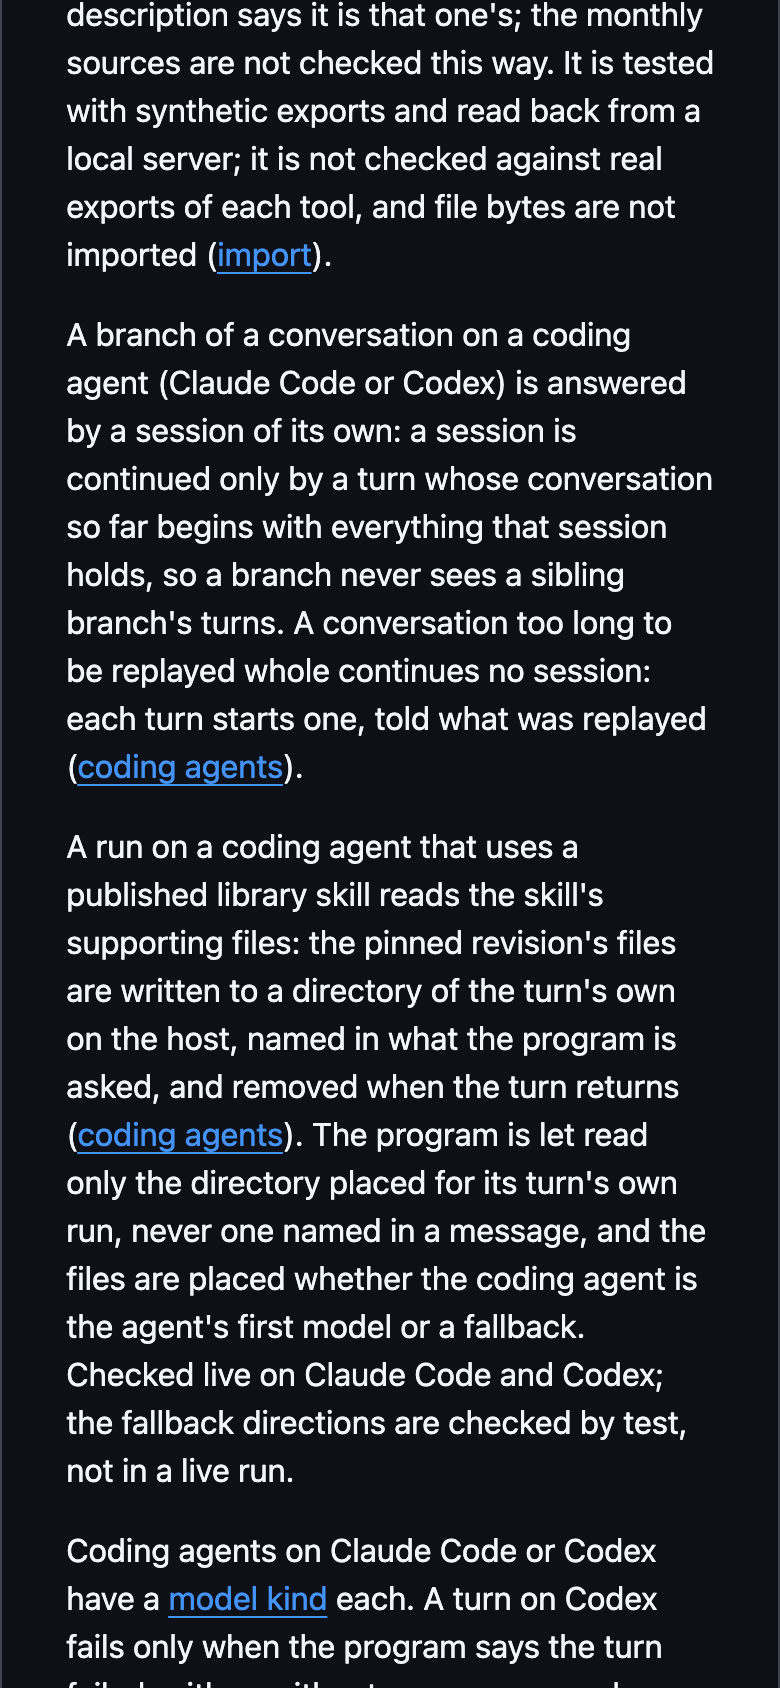 description says it is that one's; the monthly
sources are not checked this way. It is tested
with synthetic exports and read back from a
local server; it is not checked against real
exports of each tool, and file bytes are not
imported (import).
A branch of a conversation on a coding
agent (Claude Code or Codex) is answered
by a session of its own: a session is
continued only by a turn whose conversation
so far begins with everything that session
holds, so a branch never sees a sibling
branch's turns. A conversation too long to
be replayed whole continues no session:
each turn starts one, told what was replayed
(coding agents).
A run on a coding agent that uses a
published library skill reads the skill's
supporting files: the pinned revision's files
are written to a directory of the turn's own
on the host, named in what the program is
asked, and removed when the turn returns
(coding agents). The program is let read
only the directory placed for its turn's own
run, never one named in a message, and the
files are placed whether the coding agent is
the agent's first model or a fallback.
Checked live on Claude Code and Codex;
the fallback directions are checked by test,
not in a live run.
Coding agents on Claude Code or Codex
have a model kind each. A turn on Codex
fails only when the program says the turn